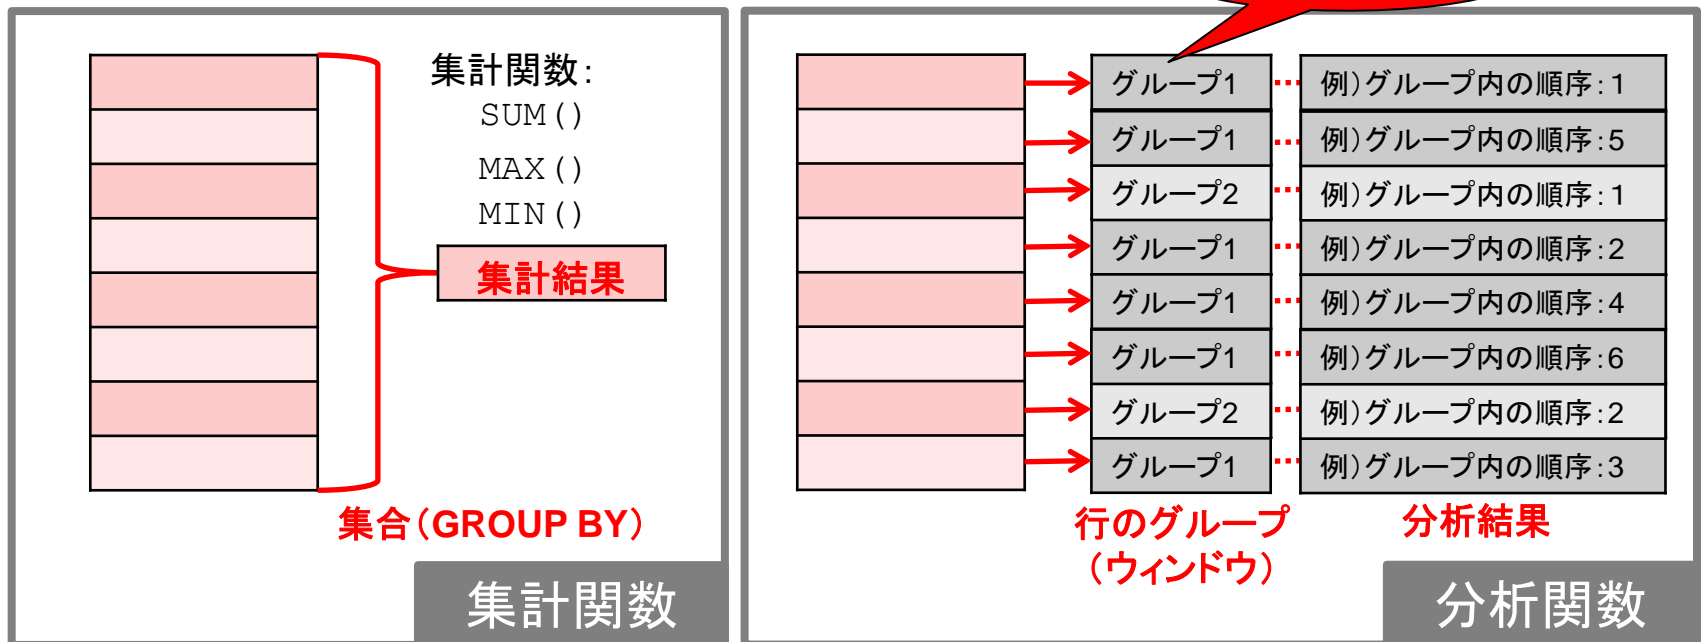 集計関数:
SUM()
MAX()
MIN()
集計結果
集合(GROUP BY)
集計関数
グループ1 例)グループ内の順序:1
グループ1 例)グループ内の順序:5
グループ2 例)グループ内の順序:1
グループ1 例)グループ内の順序:2
グループ1 例)グループ内の順序:4
グループ1 例)グループ内の順序:6
グループ2 例)グループ内の順序:2
グループ1 例)グループ内の順序:3
行のグループ 分析結果
(ウィンドウ)
分析関数